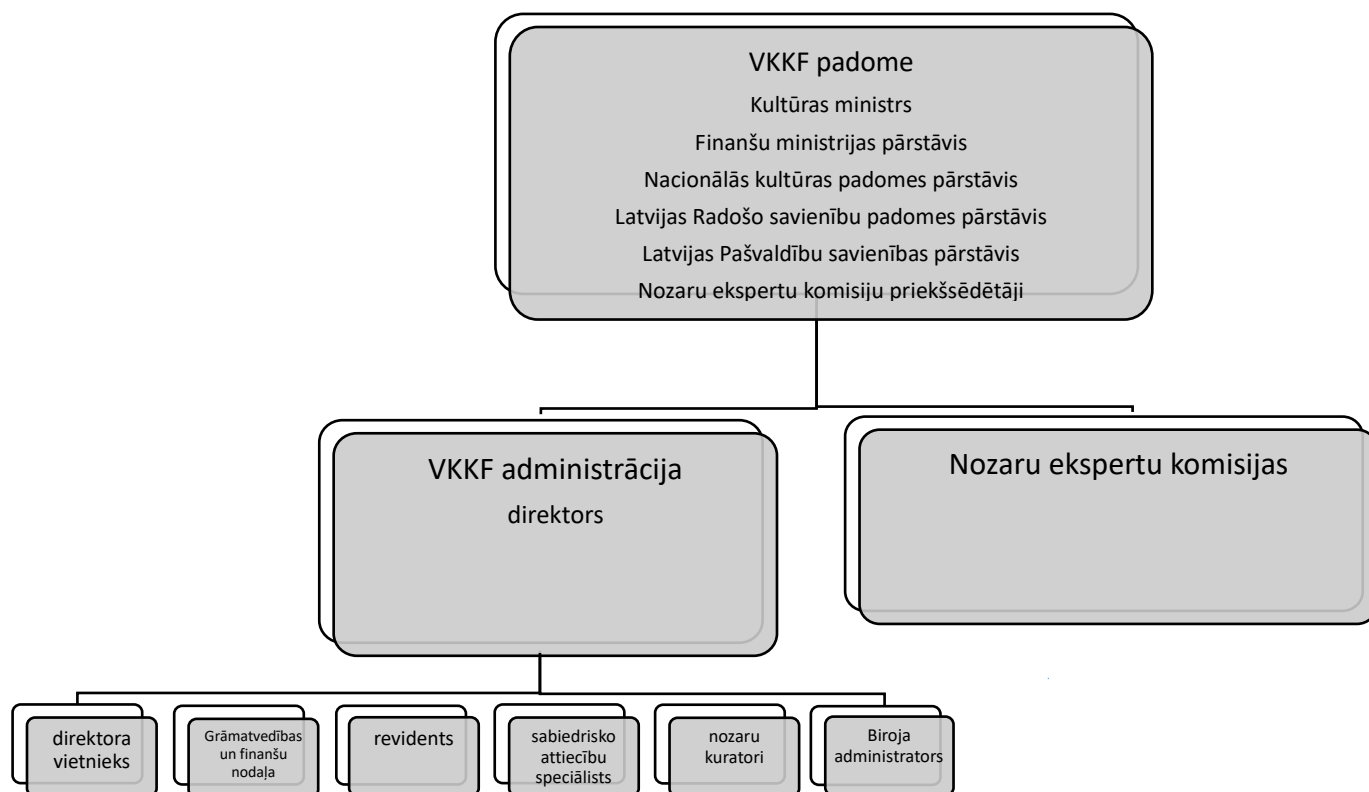 VKKF padome
Kultūras ministrs
Finanšu ministrijas pārstāvis
Nacionālās kultūras padomes pārstāvis
Latvijas Radošo savienību padomes pārstāvis
Latvijas Pašvaldību savienības pārstāvis
Nozaru ekspertu komisiju priekšsēdētāji
VKKF administrācija
direktors
Nozaru ekspertu komisijas
direktora
vietnieks
Grāmatvedības
un finanšu
nodaļa
revidents
sabiedrisko
attiecību
speciālists
nozaru
kuratori
Biroja
administrators